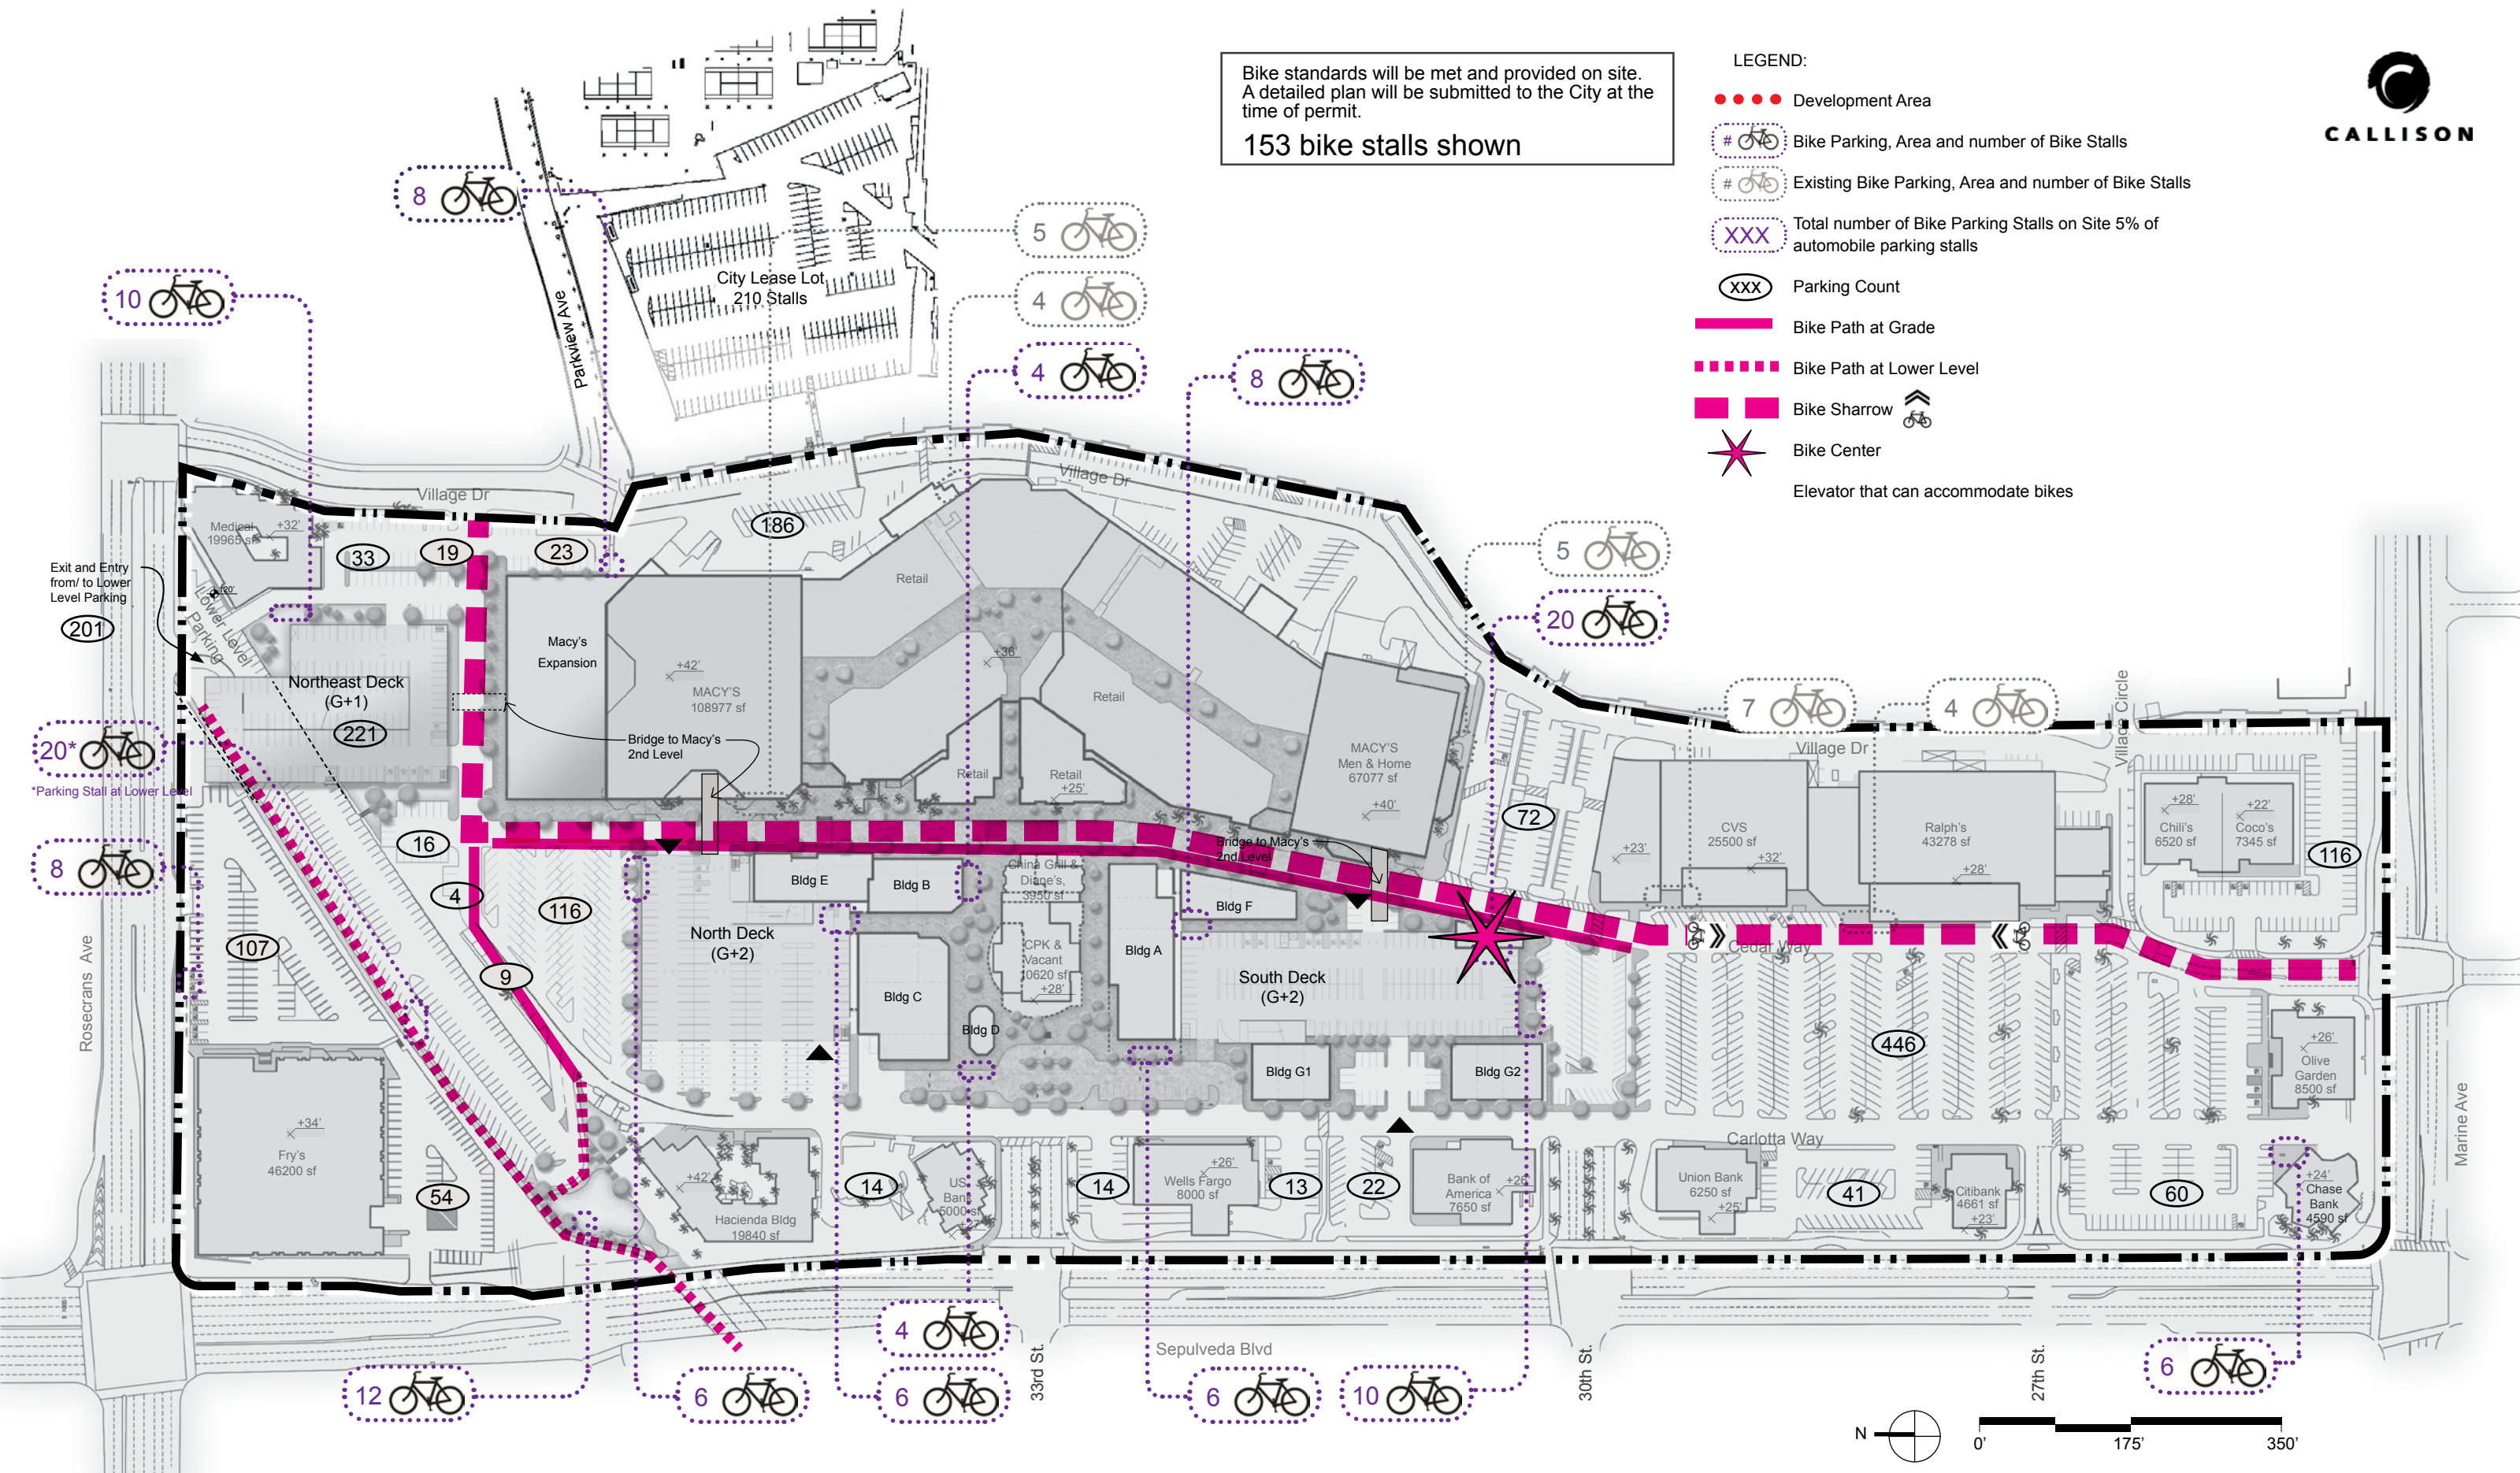 Bike standards will be met and provided on site.
A detailed plan will be submitted to the City at the
time of permit.
153 bike stalls shown
LEGEND:
Development Area
# Bike Parking, Area and number of Bike Stalls
# Existing Bike Parking, Area and number of Bike Stalls
XXX Total number of Bike Parking Stalls on Site 5% of
automobile parking stalls
XXX Parking Count
Bike Path at Grade
Bike Path at Lower Level
Bike Sharrow
Bike Center
Elevator that can accommodate bikes
CALLISON
8
5
10
City Lease Lot
210 Stalls
4
Parkview Ave
4
8
Village Dr
Village Dr
Medical
19965 sf
+32'
33
19
23
186
Exit and Entry
from/ to Lower
Level Parking
201
+20'
Lower Level
Parking
Retail
5
20
Macy's
Expansion
+42'
MACY'S
108977 sf
+36'
Retail
Northeast Deck
(G+1)
221
20*
*Parking Stall at Lower Level
Bridge to Macy's
2nd Level
Retail
Retail
+25'
MACY'S
Men & Home
67077 sf
+40'
7
4
Village Dr
Village Circle
72
+23'
CVS
25500 sf
+32'
Ralph's
43278 sf
+28'
+28'
Chili's
6520 sf
+22'
Coco's
7345 sf
116
16
8
4
116
Bridge to Macy's
2nd Level
Bldg E
Bldg B
China Grill &
Diane's,
3950 sf
Bldg F
107
9
North Deck
(G+2)
Bldg C
CPK &
Vacant
0620 sf
+28'
Bldg A
South Deck
(G+2)
Cedar Way
Rosecrans Ave
Bldg D
446
+26'
Olive
Garden
8500 sf
Bldg G1
Bldg G2
Marine Ave
Carlotta Way
+34'
Fry's
46200 sf
54
+42'
Hacienda Bldg
19840 sf
14
US
Bank
5000 sf
14
+26'
Wells Fargo
8000 sf
13
22
Bank of
America
7650 sf
+26'
Union Bank
6250 sf
+25'
41
Citibank
4661 sf
+23'
60
+24'
Chase
Bank
4590 sf
4
33rd St.
Sepulveda Blvd
30th St.
27th St.
6
12
6
6
6
10
N
0'
175'
350'